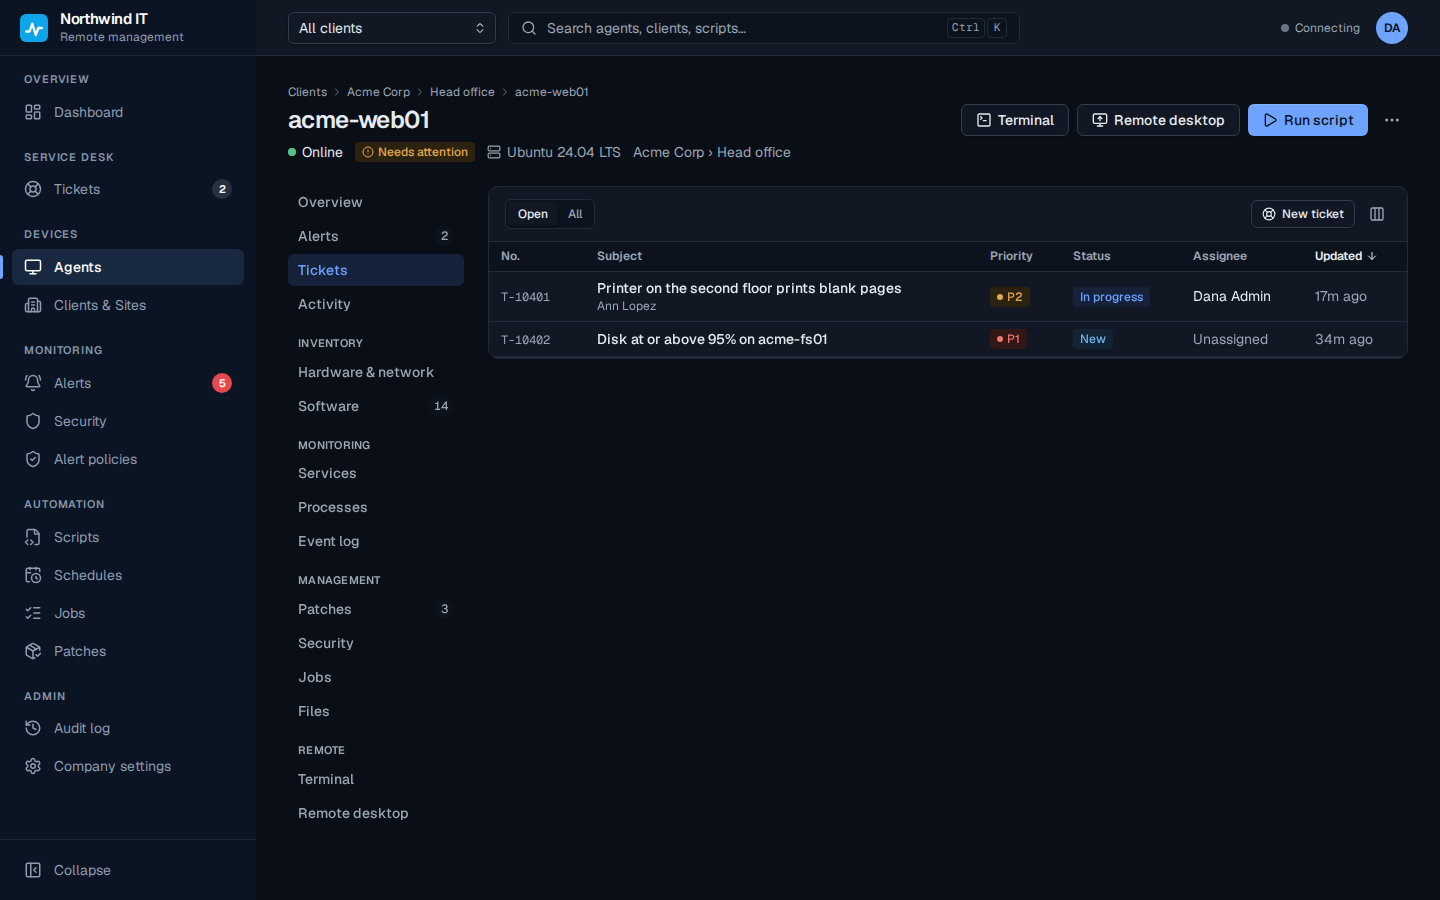 Northwind IT
Remote management
All clients
Search agents, clients, scripts...
Ctrl K
Connecting
DA
OVERVIEW
Dashboard
SERVICE DESK
Tickets 2
DEVICES
Agents
Clients & Sites
MONITORING
Alerts 5
Security
Alert policies
AUTOMATION
Scripts
Schedules
Jobs
Patches
ADMIN
Audit log
Company settings
Collapse
Clients > Acme Corp > Head office > acme-web01
acme-web01
Terminal
Remote desktop
Run script
Online
Needs attention
Ubuntu 24.04 LTS
Acme Corp › Head office
Overview
Alerts 2
Tickets
Activity
INVENTORY
Hardware & network
Software 14
MONITORING
Services
Processes
Event log
MANAGEMENT
Patches 3
Security
Jobs
Files
REMOTE
Terminal
Remote desktop
Open All
New ticket
No. Subject Priority Status Assignee Updated ↓
T-10401 Printer on the second floor prints blank pages P2 In progress Dana Admin 17m ago
Ann Lopez
T-10402 Disk at or above 95% on acme-fs01 P1 New Unassigned 34m ago